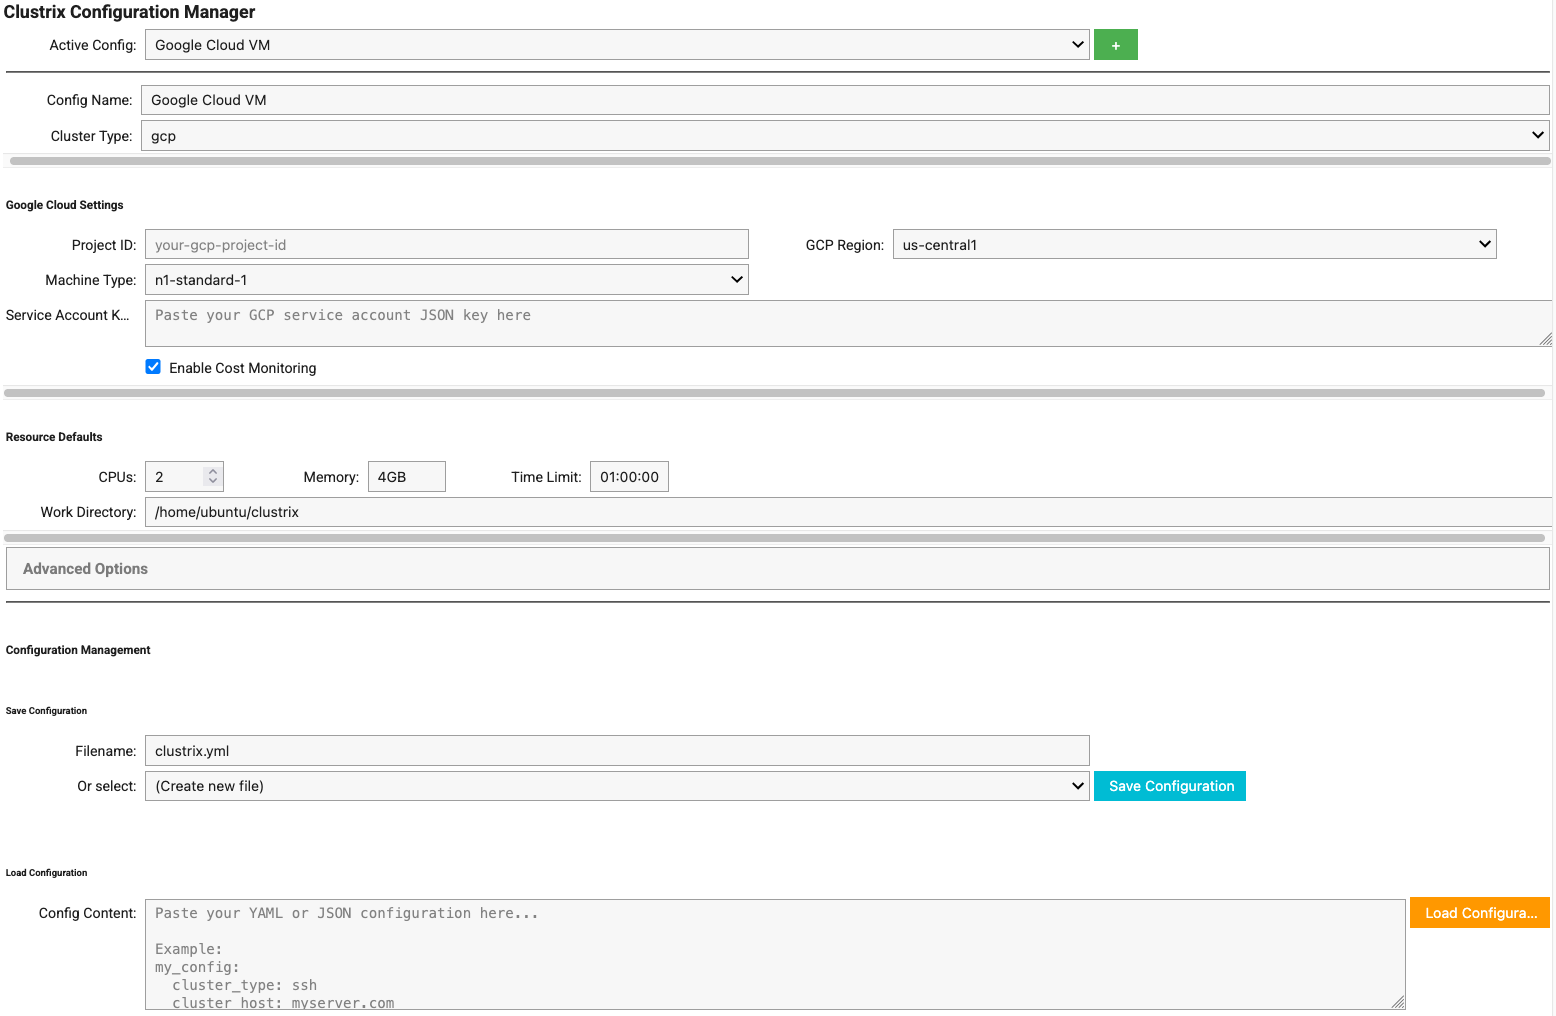 Clustrix Configuration Manager
Active Config: Google Cloud VM +
Config Name: Google Cloud VM
Cluster Type: gcp
Google Cloud Settings
Project ID: your-gcp-project-id GCP Region: us-central1
Machine Type: n1-standard-1
Service Account K... Paste your GCP service account JSON key here
Enable Cost Monitoring
Resource Defaults
CPUs: 2 Memory: 4GB Time Limit: 01:00:00
Work Directory: /home/ubuntu/clustrix
Advanced Options
Configuration Management
Save Configuration
Filename: clustrix.yml
Or select: (Create new file) Save Configuration
Load Configuration
Config Content: Paste your YAML or JSON configuration here... Load Configura...
Example:
my_config:
cluster_type: ssh
cluster_host: myserver.com